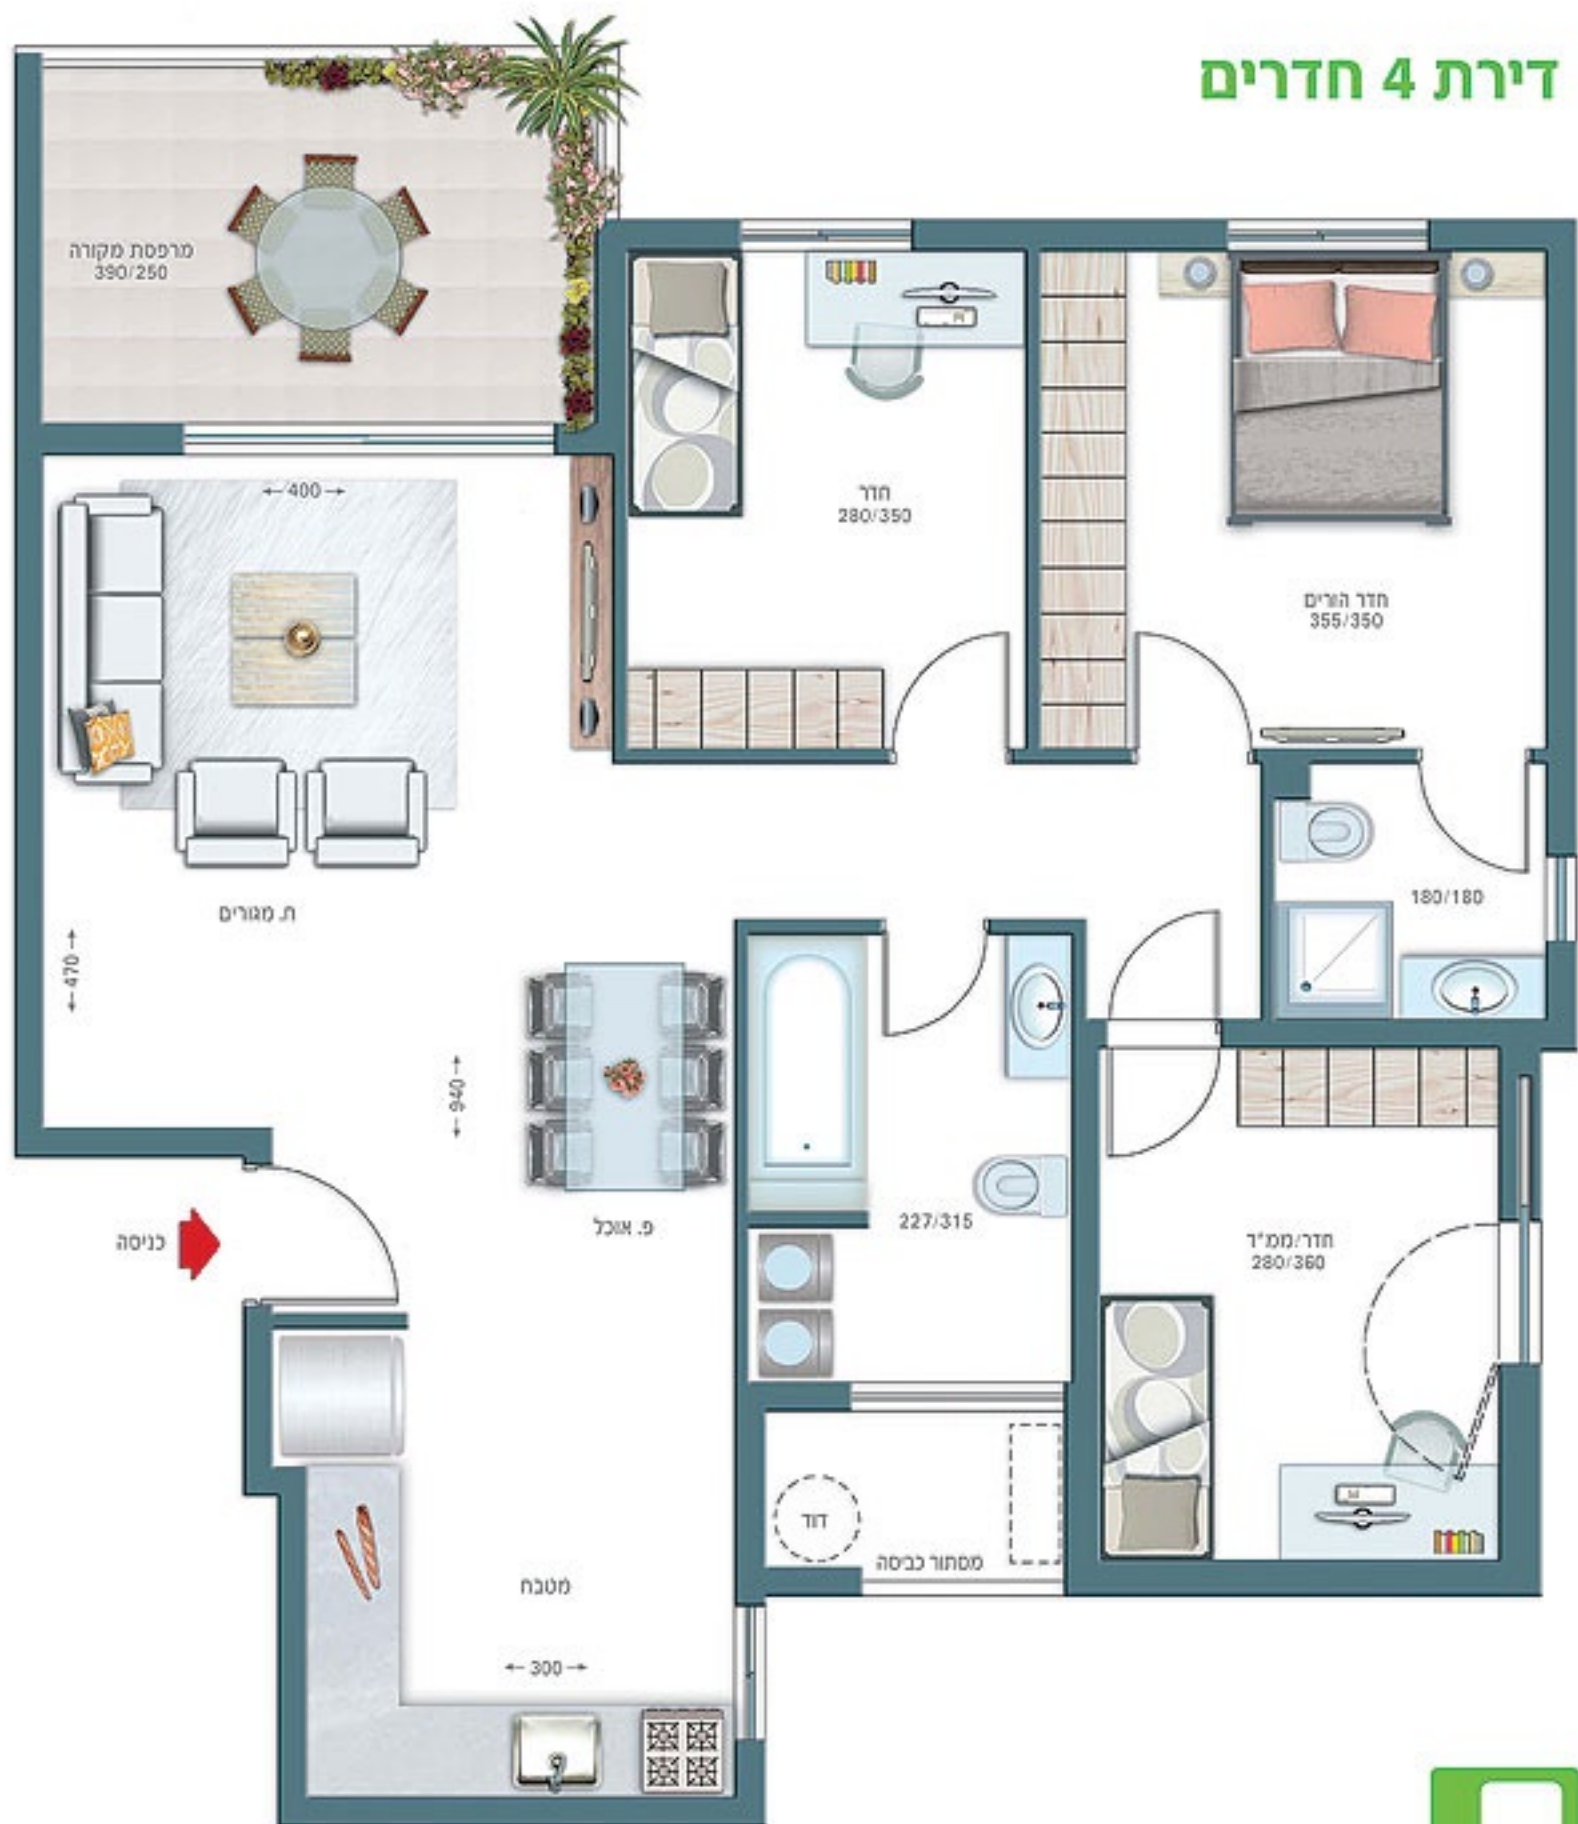 דירת 4 חדרים
מרפסת מקורה
390/250
400
חדר
280/350
חדר הורים
355/350
ח. מגורים
180/180
470
940
פ. אוכל
227/315
כניסה
חדר/ממ"ד
280/360
דוד
מסתור כביסה
מטבח
300